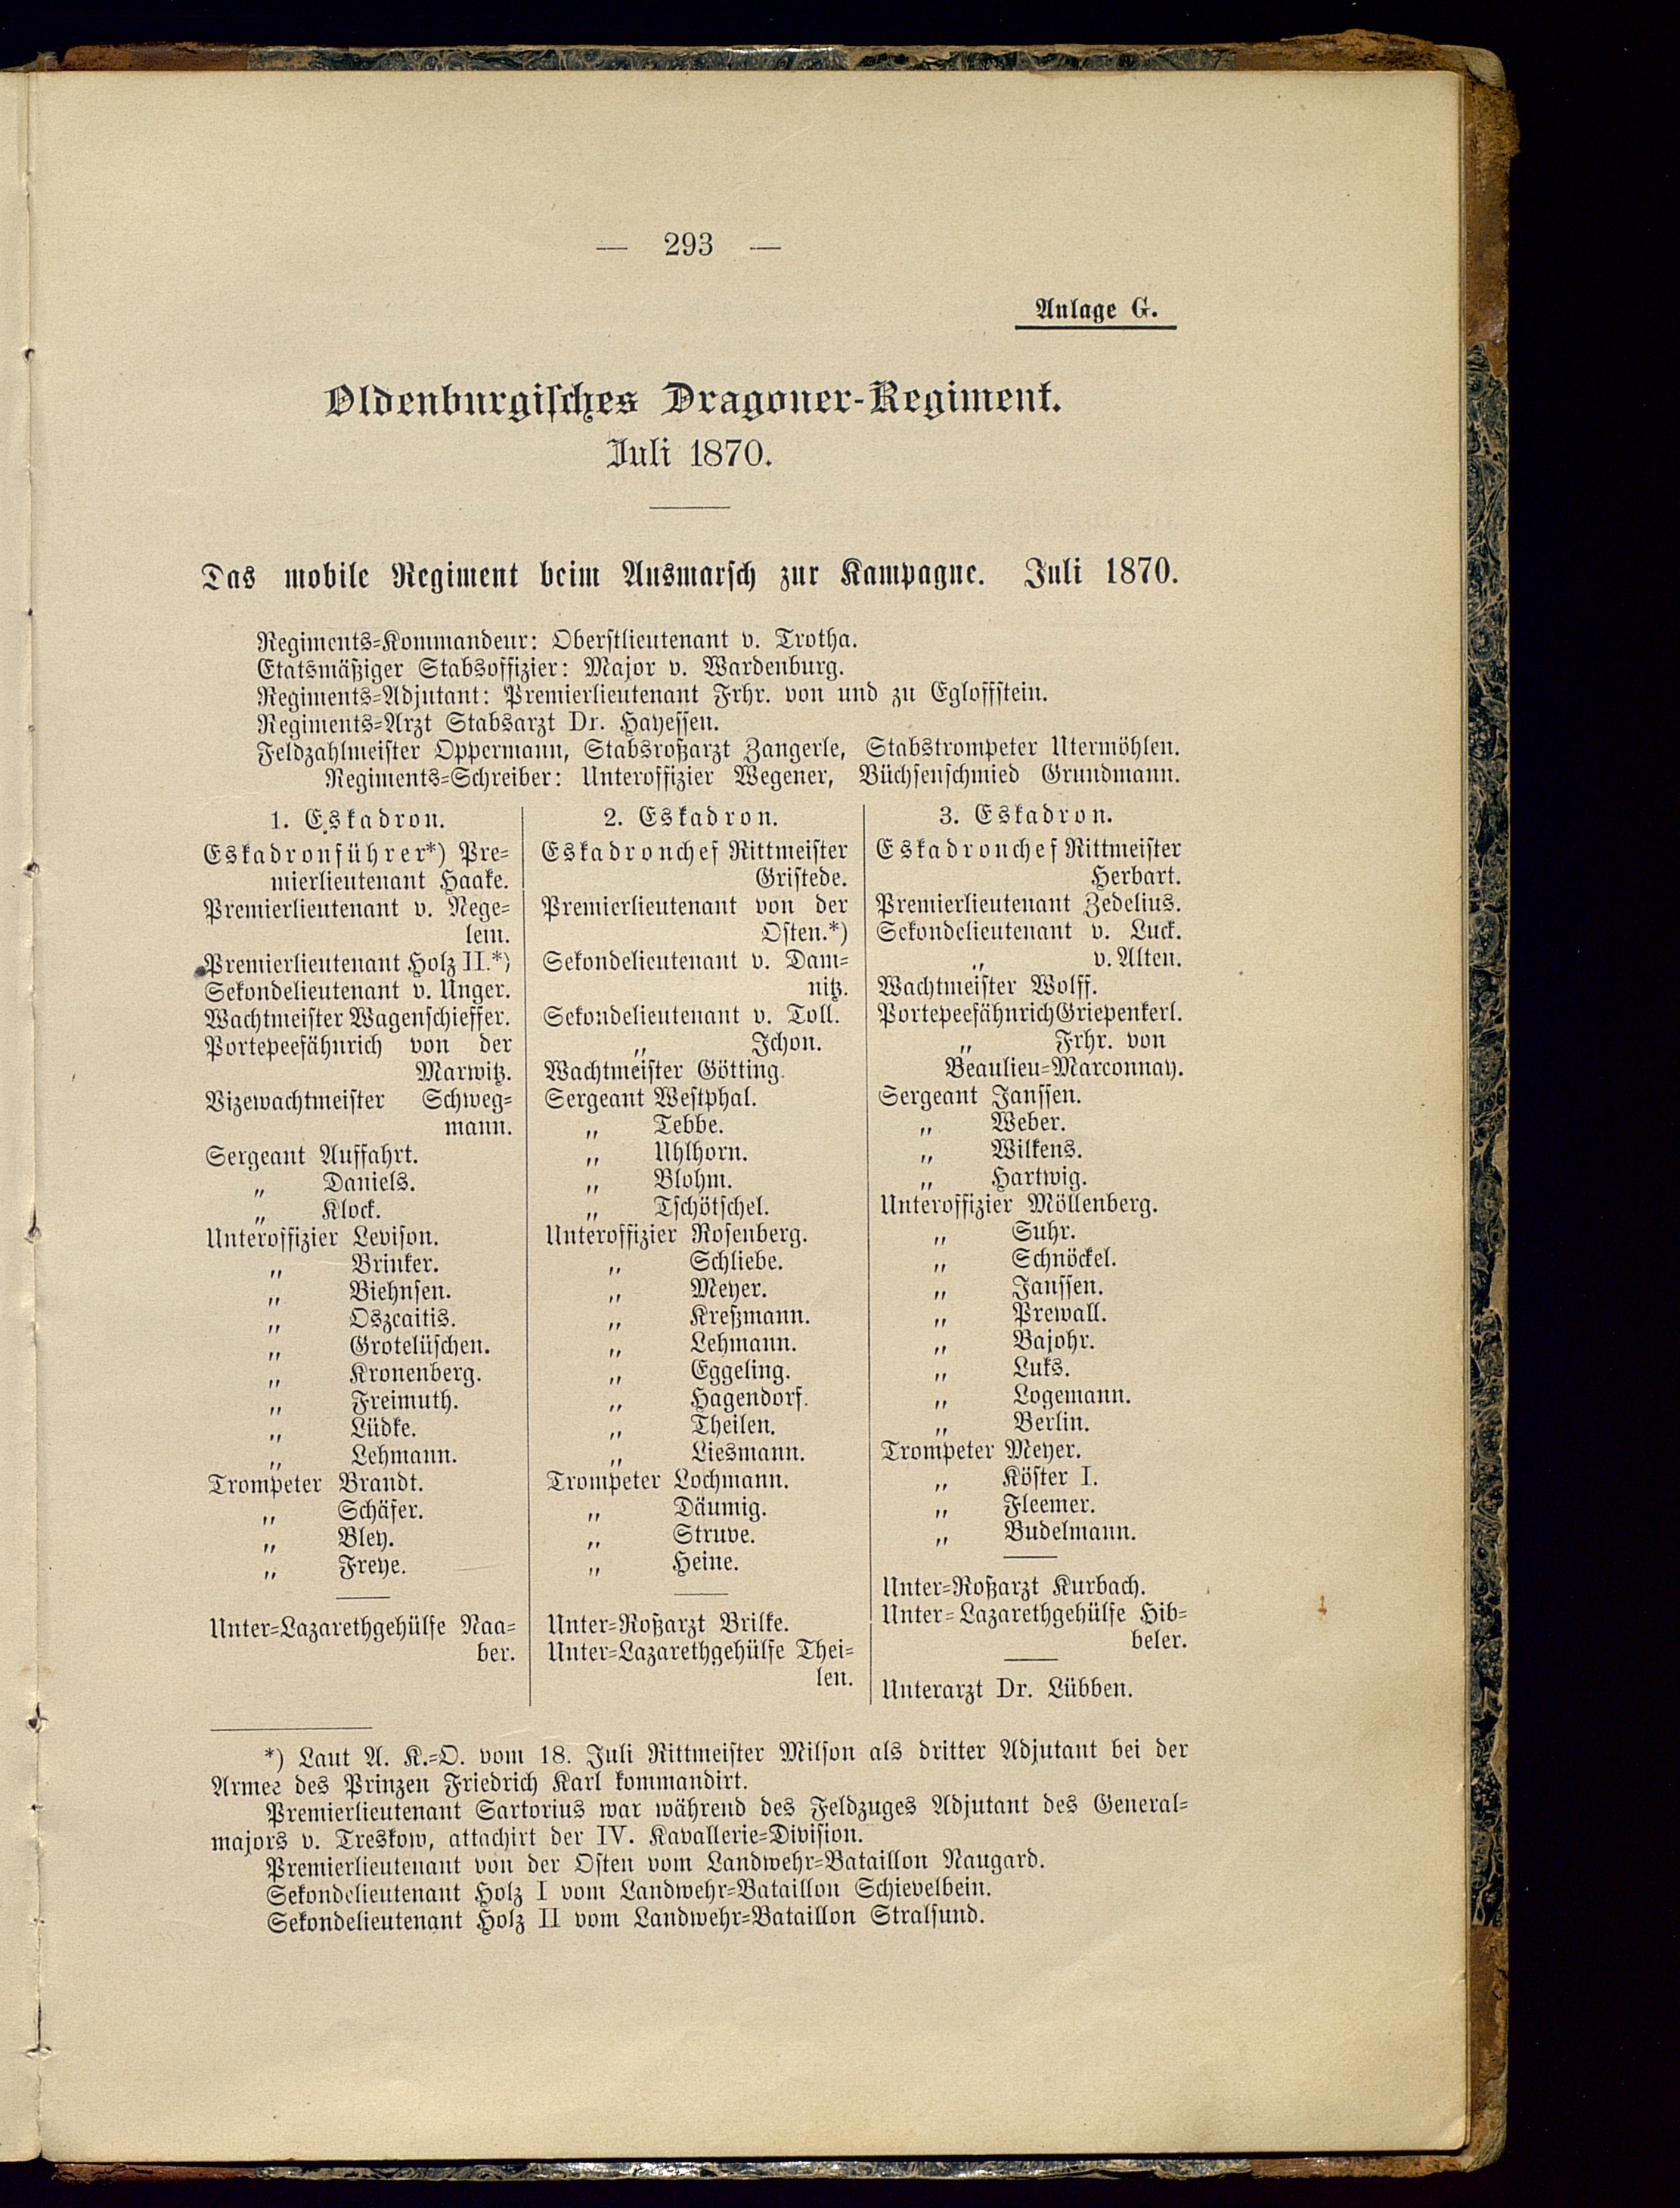 — 293 —
Anlage G.
Oldenburgisches Dragoner-Regiment.
Juli 1870.
Das mobile Regiment beim Ausmarsch zur Kampagne. Juli 1870.
Regiments-Kommandeur: Oberstlieutenant v. Trotha.
Etatsmäßiger Stabsoffizier: Major v. Wardenburg.
Regiments-Adjutant: Premierlieutenant Frhr. von und zu Egloffstein.
Regiments-Arzt Stabsarzt Dr. Hayessen.
Feldzahlmeister Oppermann, Stabsroßarzt Zangerle, Stabstrompeter Utermöhlen.
Regiments-Schreiber: Unteroffizier Wegener, Büchsenschmied Grundmann.
1. Eskadron.
Eskadronführer*) Pre-
mierlieutenant Haake.
Premierlieutenant v. Nege-
lein.
Premierlieutenant Holz II.*)
Sekondelieutenant v. Unger.
Wachtmeister Wagenschieffer.
Portepeefähnrich von der
Marwitz.
Vizewachtmeister Schweg-
mann.
Sergeant Auffahrt.
„ Daniels.
„ Klock.
Unteroffizier Levison.
„ Brinker.
„ Biehnsen.
„ Oszcaitis.
„ Grotelüschen.
„ Kronenberg.
„ Freimuth.
„ Lüdke.
„ Lehmann.
Trompeter Brandt.
„ Schäfer.
„ Bley.
„ Freye.
Unter-Lazarethgehülfe Naa-
ber.
2. Eskadron.
Eskadronchef Rittmeister
Gristede.
Premierlieutenant von der
Osten.*)
Sekondelieutenant v. Dam-
nitz.
Sekondelieutenant v. Toll.
„ Ichon.
Wachtmeister Götting.
Sergeant Westphal.
„ Tebbe.
„ Uhlhorn.
„ Blohm.
„ Tschötschel.
Unteroffizier Rosenberg.
„ Schliebe.
„ Meyer.
„ Kreßmann.
„ Lehmann.
„ Eggeling.
„ Hagendorf.
„ Theilen.
„ Liesmann.
Trompeter Lochmann.
„ Däumig.
„ Struve.
„ Heine.
Unter-Roßarzt Brilke.
Unter-Lazarethgehülfe Thei-
len.
3. Eskadron.
Eskadronchef Rittmeister
Herbart.
Premierlieutenant Zedelius.
Sekondelieutenant v. Luck.
„ v. Alten.
Wachtmeister Wolff.
Portepeefähnrich Griepenkerl.
„ Frhr. von
Beaulieu-Marconnay.
Sergeant Janssen.
„ Weber.
„ Wilkens.
„ Hartwig.
Unteroffizier Möllenberg.
„ Suhr.
„ Schnöckel.
„ Janssen.
„ Prewall.
„ Bajohr.
„ Luks.
„ Logemann.
„ Berlin.
Trompeter Meyer.
„ Köster I.
„ Fleemer.
„ Budelmann.
Unter-Roßarzt Kurbach.
Unter-Lazarethgehülfe Hib-
beler.
Unterarzt Dr. Lübben.
*) Laut A. K.-O. vom 18. Juli Rittmeister Milson als dritter Adjutant bei der
Armee des Prinzen Friedrich Karl kommandirt.
Premierlieutenant Sartorius war während des Feldzuges Adjutant des General-
majors v. Treskow, attachirt der IV. Kavallerie-Division.
Premierlieutenant von der Osten vom Landwehr-Bataillon Naugard.
Sekondelieutenant Holz I vom Landwehr-Bataillon Schievelbein.
Sekondelieutenant Holz II vom Landwehr-Bataillon Stralsund.